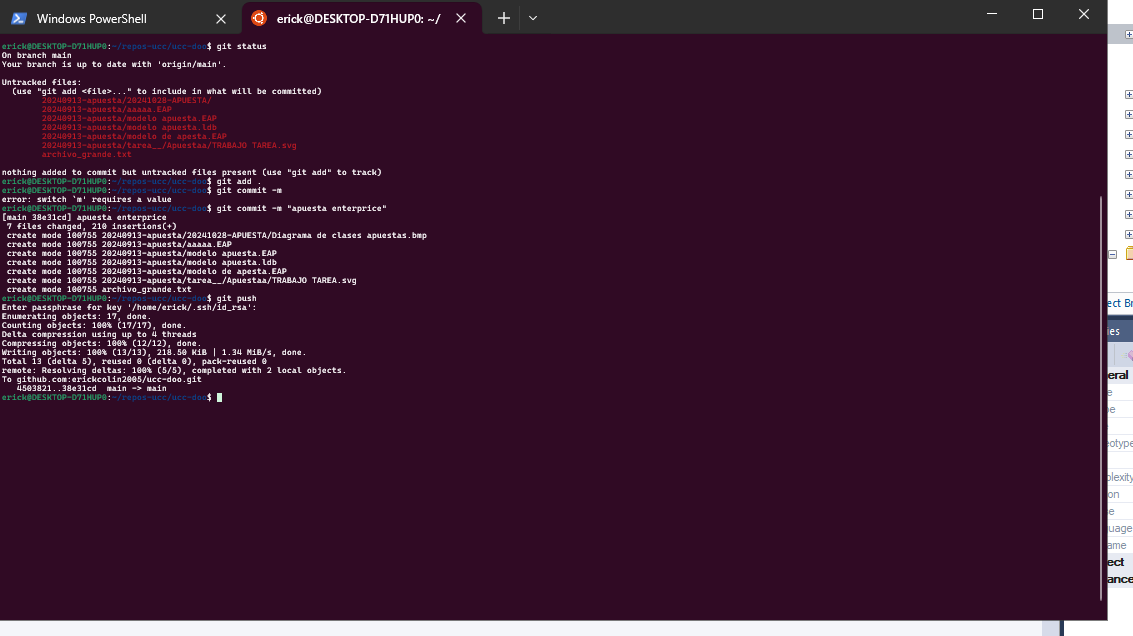 Windows PowerShell
erick@DESKTOP-D71HUP0: ~/
erick@DESKTOP-D71HUP0:~/repos-ucc/ucc-doo$ git status
On branch main
Your branch is up to date with 'origin/main'.
Untracked files:
(use "git add <file>..." to include in what will be committed)
20240913-apuesta/20241028-APUESTA/
20240913-apuesta/aaaaa.EAP
20240913-apuesta/modelo apuesta.EAP
20240913-apuesta/modelo apuesta.ldb
20240913-apuesta/modelo de apesta.EAP
20240913-apuesta/tarea__/Apuestaa/TRABAJO TAREA.svg
archivo_grande.txt
nothing added to commit but untracked files present (use "git add" to track)
erick@DESKTOP-D71HUP0:~/repos-ucc/ucc-doo$ git add .
erick@DESKTOP-D71HUP0:~/repos-ucc/ucc-doo$ git commit -m
error: switch `m' requires a value
erick@DESKTOP-D71HUP0:~/repos-ucc/ucc-doo$ git commit -m "apuesta enterprice"
[main 38e31cd] apuesta enterprice
7 files changed, 210 insertions(+)
create mode 100755 20240913-apuesta/20241028-APUESTA/Diagrama de clases apuestas.bmp
create mode 100755 20240913-apuesta/aaaaa.EAP
create mode 100755 20240913-apuesta/modelo apuesta.EAP
create mode 100755 20240913-apuesta/modelo apuesta.ldb
create mode 100755 20240913-apuesta/modelo de apesta.EAP
create mode 100755 20240913-apuesta/tarea__/Apuestaa/TRABAJO TAREA.svg
create mode 100755 archivo_grande.txt
erick@DESKTOP-D71HUP0:~/repos-ucc/ucc-doo$ git push
Enter passphrase for key '/home/erick/.ssh/id_rsa':
Enumerating objects: 17, done.
Counting objects: 100% (17/17), done.
Delta compression using up to 4 threads
Compressing objects: 100% (12/12), done.
Writing objects: 100% (13/13), 218.50 KiB | 1.34 MiB/s, done.
Total 13 (delta 5), reused 0 (delta 0), pack-reused 0
remote: Resolving deltas: 100% (5/5), completed with 2 local objects.
To github.com:erickcolin2005/ucc-doo.git
4503821..38e31cd  main -> main
erick@DESKTOP-D71HUP0:~/repos-ucc/ucc-doo$
ect Br
ies
eral
e
pe
eotype
plexity
on
se
uage
ame
ect
ance